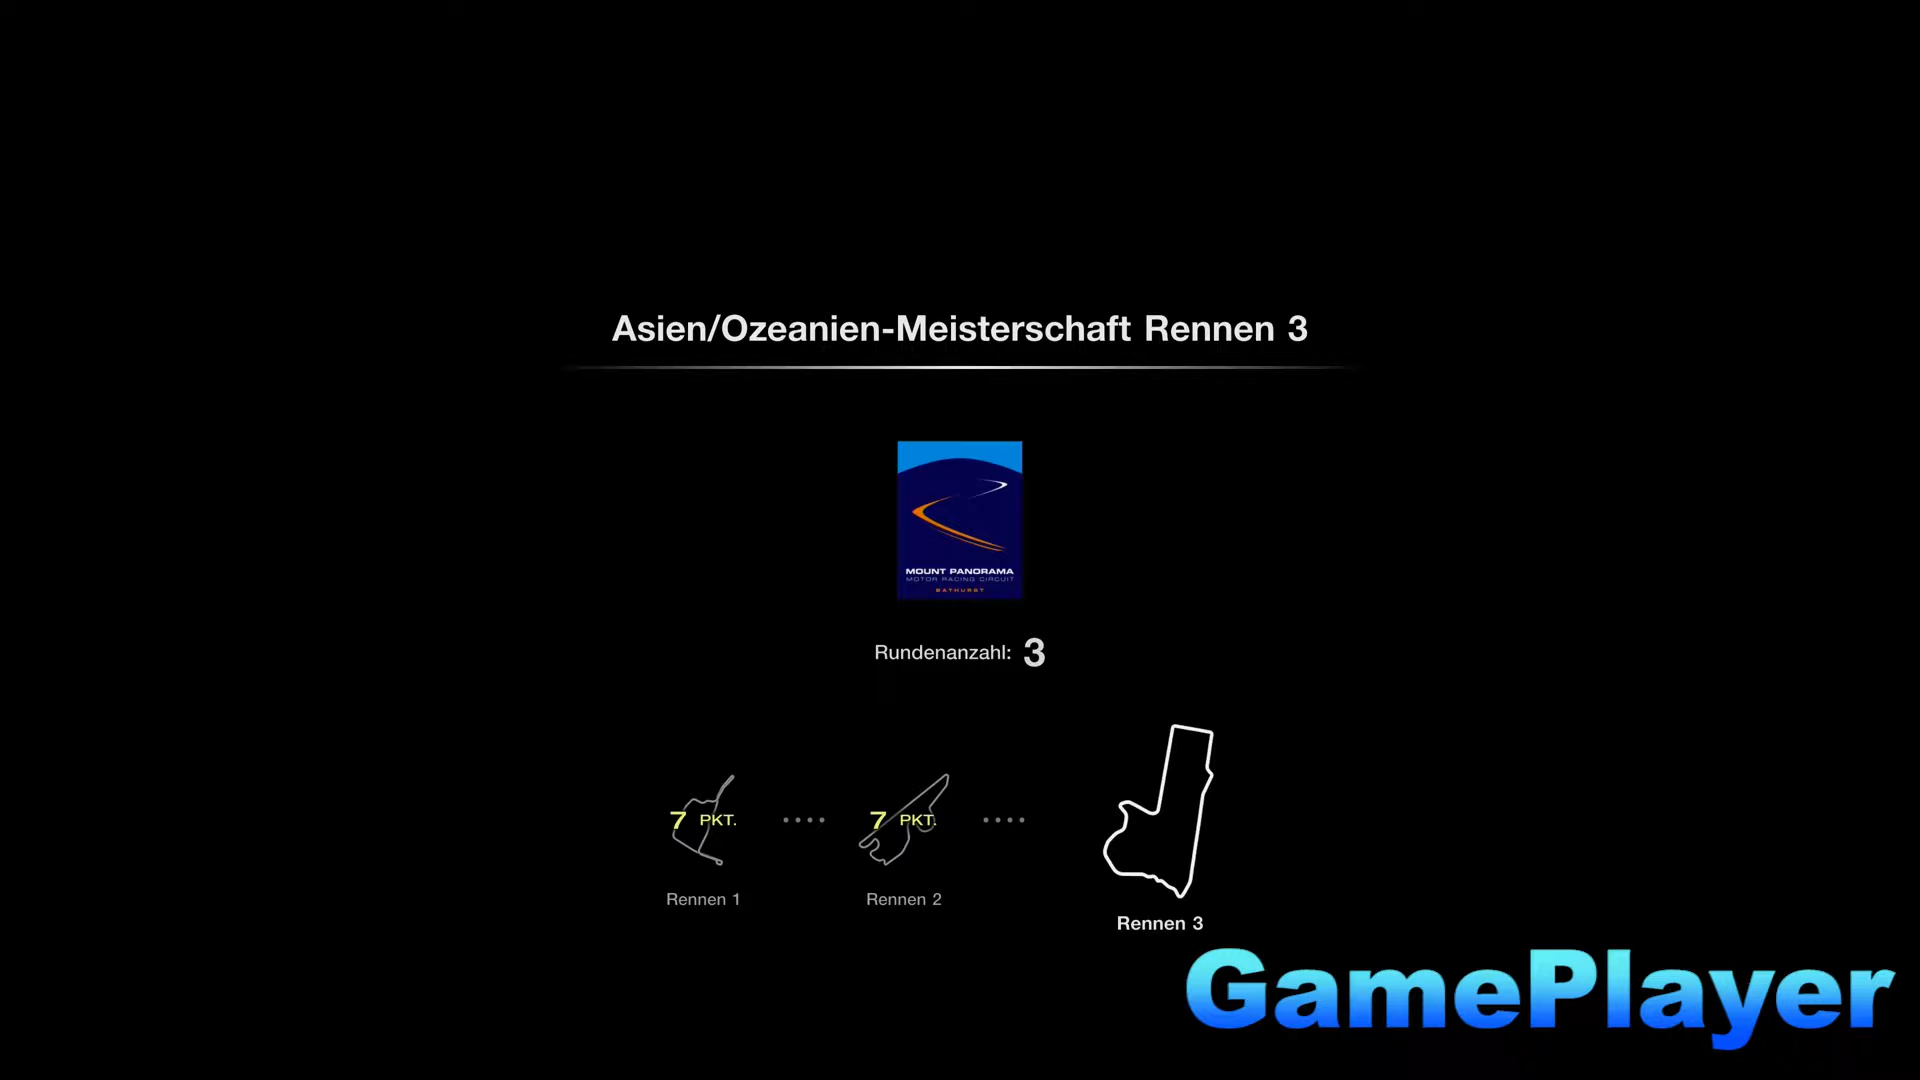 Asien/Ozeanien-Meisterschaft Rennen 3
MOUNT PANORAMA
MOTOR RACING CIRCUIT
BATHURST
Rundenanzahl: 3
7 PKT.
7 PKT.
Rennen 1
Rennen 2
Rennen 3
GamePlayer